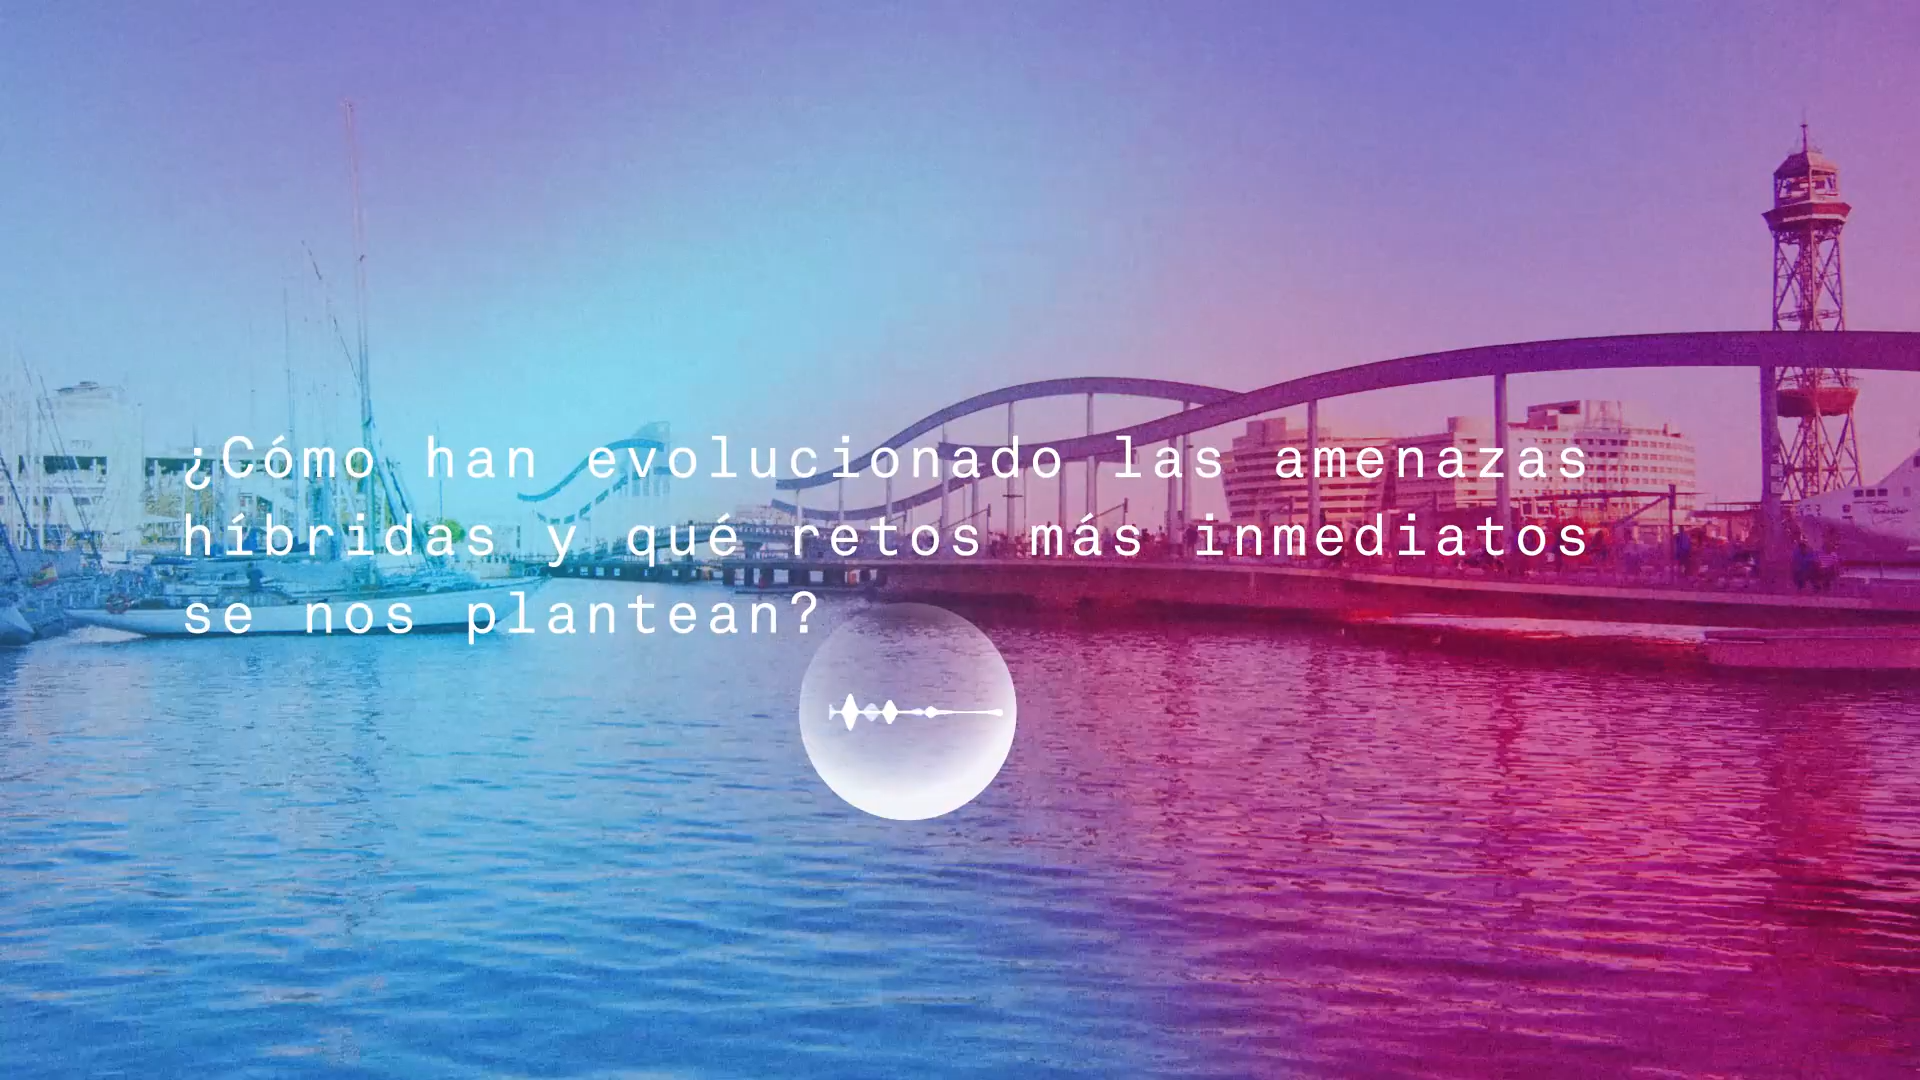 ¿Cómo han evolucionado las amenazas
híbridas y qué retos más inmediatos
se nos plantean?